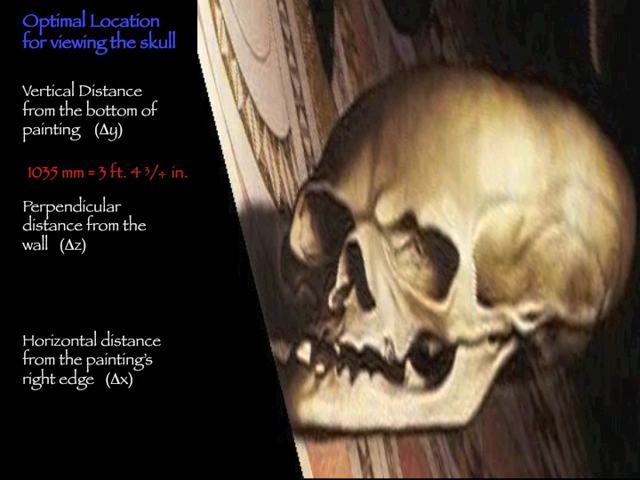 Optimal Location
for viewing the skull
Vertical Distance
from the bottom of
painting (Δy)
1035 mm = 3 ft. 4 3/4 in.
Perpendicular
distance from the
wall (Δz)
Horizontal distance
from the painting's
right edge (Δx)